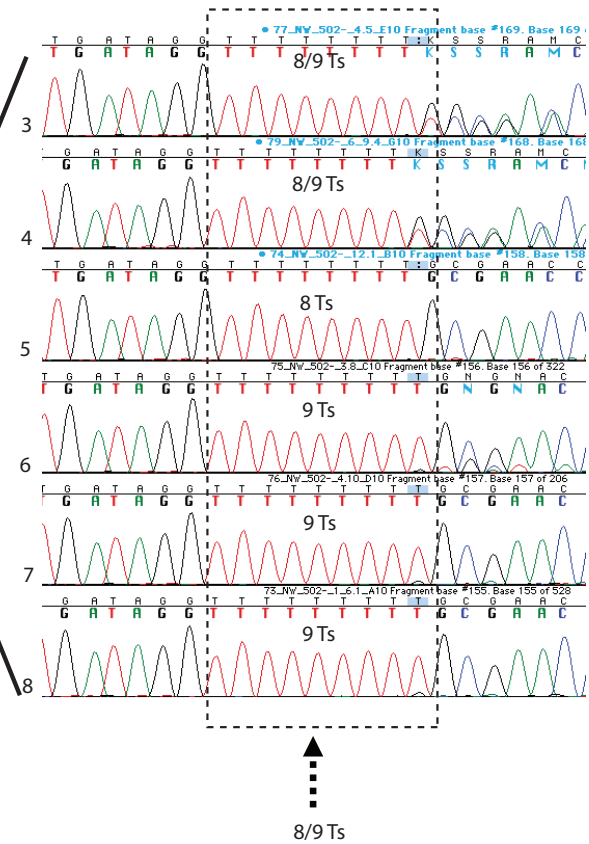 77_NW_502-_4.5_E10 Fragment base #169. Base 169
T G A T A G G T T T T T T T T : K S S R A M C
T G A T A G G T T T T T T T T K S S R A M C
8/9 Ts
3
79_NW_502-_6_9.4_G10 Fragment base #168. Base 168
G A T A G G T T T T T T T T K S S R A M C
G A T A G G T T T T T T T T K S S R A M C
8/9 Ts
4
74_NW_502-_12.1_B10 Fragment base #158. Base 158
T G A T A G G T T T T T T T T : G C G A A C C
T G A T A G G T T T T T T T T G C G A A C C
8 Ts
5
75_NW_502-_3.8_C10 Fragment base #156. Base 156 of 322
T G A T A G G T T T T T T T T T G N G N A C
T G A T A G G T T T T T T T T T G N G N A C
9 Ts
6
76_NW_502-_4.10_D10 Fragment base #157. Base 157 of 206
T G A T A G G T T T T T T T T T G C G A A C
T G A T A G G T T T T T T T T T G C G A A C
9 Ts
7
73_NW_502-_1_6.1_A10 Fragment base #155. Base 155 of 528
G A T A G G T T T T T T T T T G C G A A C
G A T A G G T T T T T T T T T G C G A A C
9 Ts
8
8/9 Ts